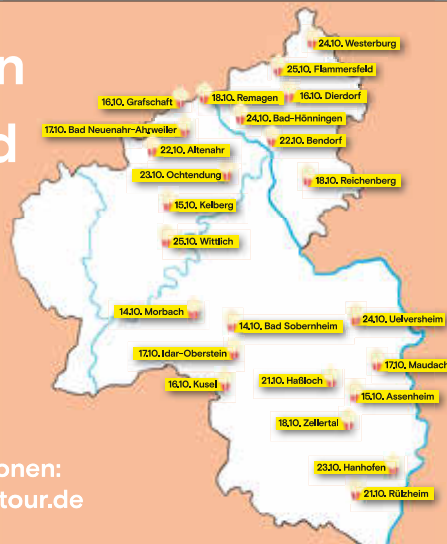 n
d
24.10. Westerburg
25.10. Flammersfeld
16.10. Grafschaft
18.10. Remagen
16.10. Dierdorf
24.10. Bad-Hönningen
17.10. Bad Neuenahr-Ahrweiler
22.10. Bendorf
22.10. Altenahr
23.10. Ochtendung
18.10. Reichenberg
15.10. Kelberg
25.10. Wittlich
14.10. Morbach
14.10. Bad Sobernheim
24.10. Uelversheim
17.10. Idar-Oberstein
17.10. Maudach
16.10. Kusel
21.10. Haßloch
15.10. Assenheim
18.10. Zellertal
23.10. Hanhofen
21.10. Rülzheim
onen:
tour.de